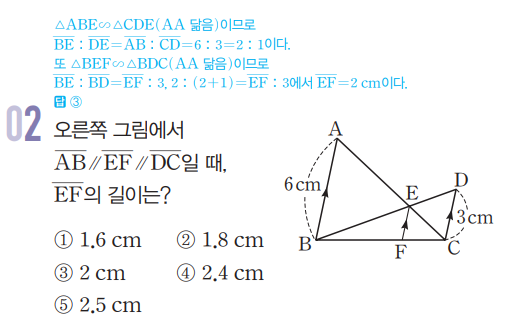 △ABE∽△CDE(AA 닮음)이므로
BE : DE=AB : CD=6 : 3=2 : 1이다.
또 △BEF∽△BDC(AA 닮음)이므로
BE : BD=EF : 3, 2 : (2+1)=EF : 3에서 EF=2 cm이다.
답 ③
02 오른쪽 그림에서
AB∥EF∥DC일 때,
EF의 길이는?
① 1.6 cm ② 1.8 cm
③ 2 cm ④ 2.4 cm
⑤ 2.5 cm
A
6 cm
E
D
3 cm
B
F
C